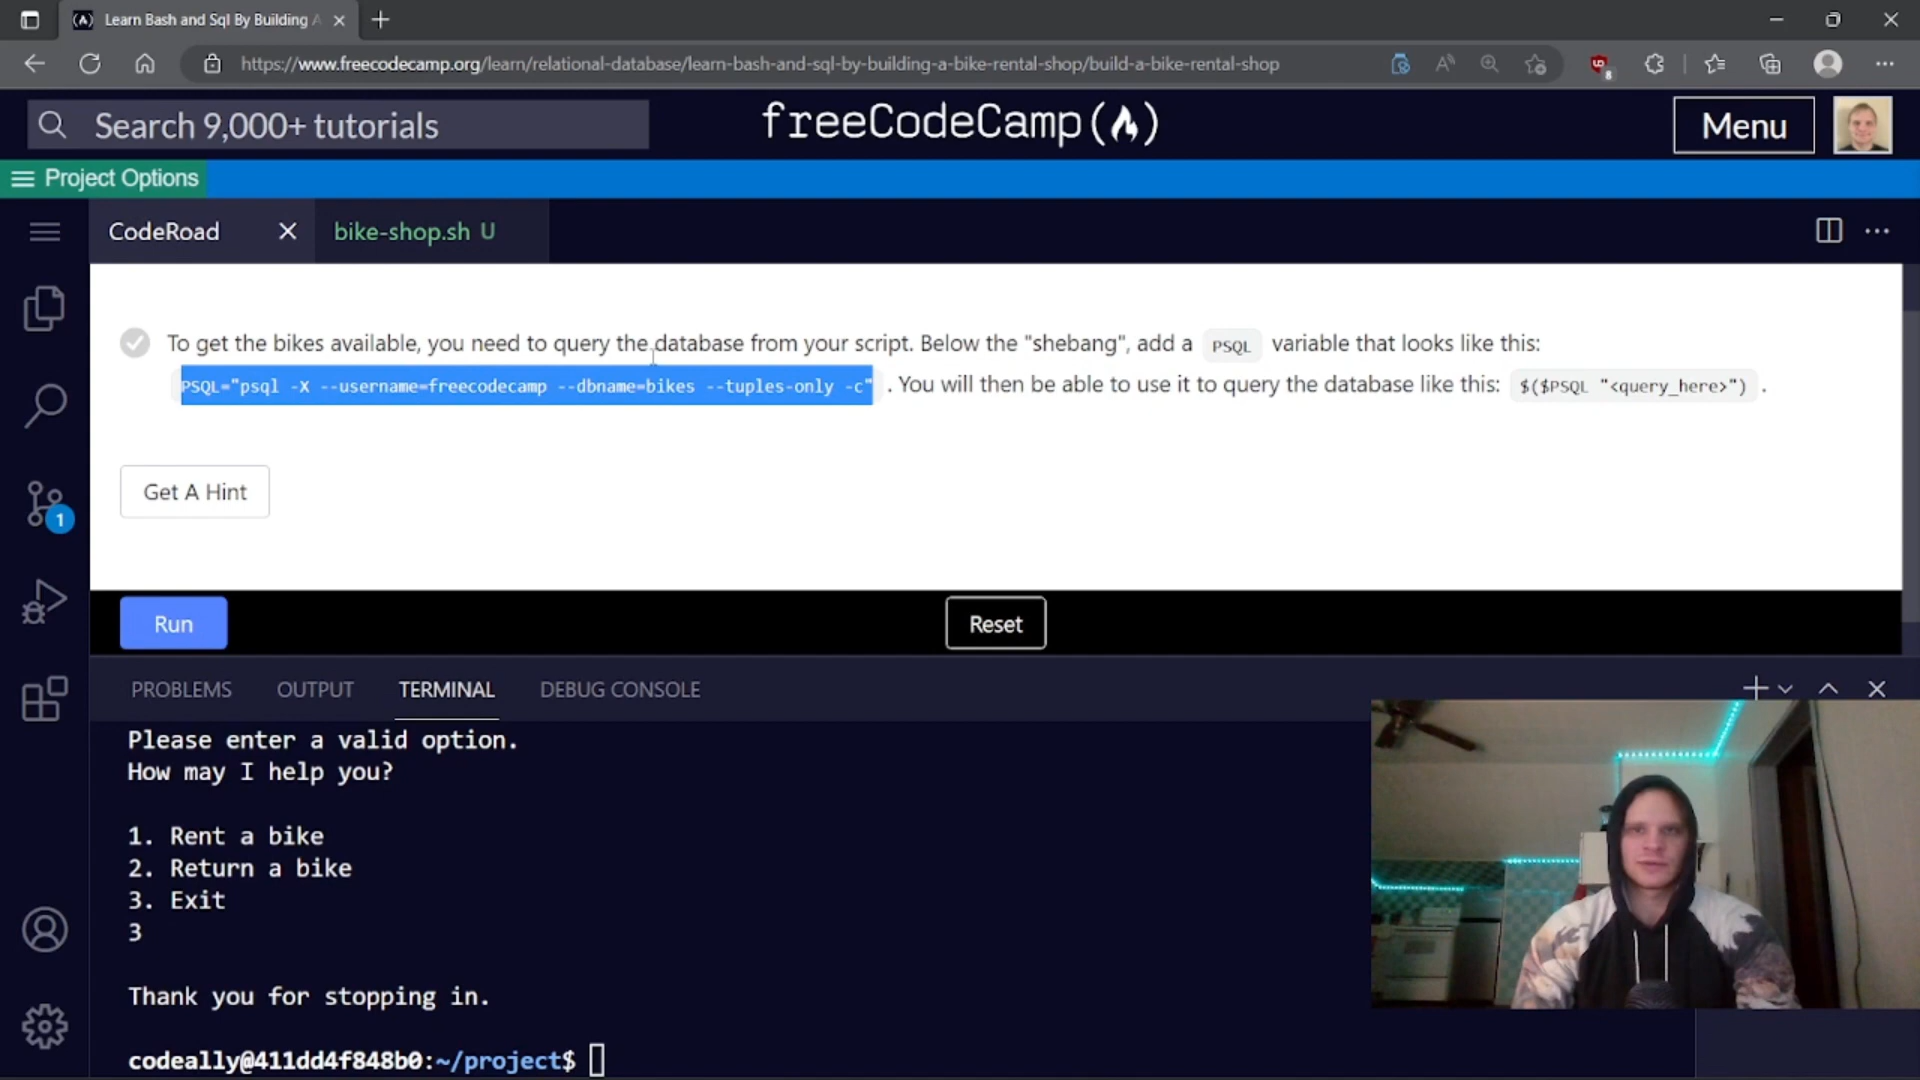 Learn Bash and Sql By Building A
https://www.freecodecamp.org/learn/relational-database/learn-bash-and-sql-by-building-a-bike-rental-shop/build-a-bike-rental-shop
8
Search 9,000+ tutorials
freeCodeCamp
Menu
Project Options
CodeRoad
bike-shop.sh U
To get the bikes available, you need to query the database from your script. Below the "shebang", add a PSQL variable that looks like this:
PSQL="psql -X --username=freecodecamp --dbname=bikes --tuples-only -c" . You will then be able to use it to query the database like this: $($PSQL "<query_here>") .
Get A Hint
1
Run
Reset
PROBLEMS OUTPUT TERMINAL DEBUG CONSOLE
Please enter a valid option.
How may I help you?
1. Rent a bike
2. Return a bike
3. Exit
3
Thank you for stopping in.
codeally@411dd4f848b0:~/project$